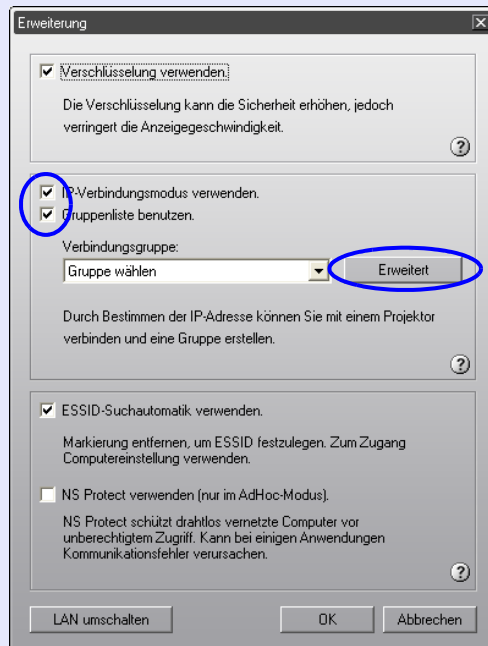 Erweiterung
Verschlüsselung verwenden.
Die Verschlüsselung kann die Sicherheit erhöhen, jedoch
verringert die Anzeigegeschwindigkeit.
?
IP-Verbindungsmodus verwenden.
Gruppenliste benutzen.
Verbindungsgruppe:
Gruppe wählen
Erweitert
Durch Bestimmen der IP-Adresse können Sie mit einem Projektor
verbinden und eine Gruppe erstellen.
?
ESSID-Suchautomatik verwenden.
Markierung entfernen, um ESSID festzulegen. Zum Zugang
Computereinstellung verwenden.
NS Protect verwenden (nur im AdHoc-Modus).
NS Protect schützt drahtlos vernetzte Computer vor
unberechtigtem Zugriff. Kann bei einigen Anwendungen
Kommunikationsfehler verursachen.
?
LAN umschalten
OK
Abbrechen